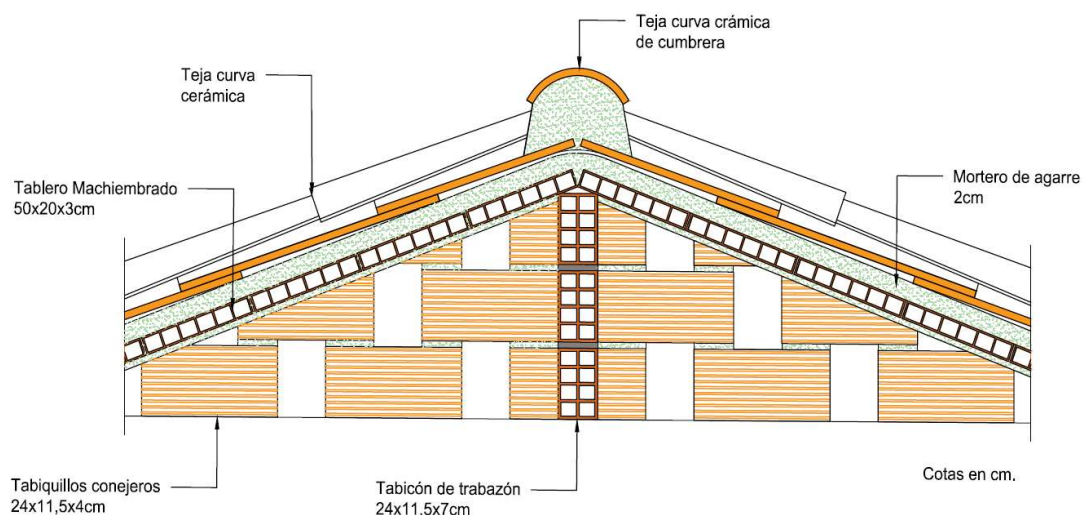 Teja curva crámica
de cumbrera
Teja curva
cerámica
Tablero Machiembrado
50x20x3cm
Mortero de agarre
2cm
Tabiquillos conejeros
24x11,5x4cm
Tabicón de trabazón
24x11,5x7cm
Cotas en cm.